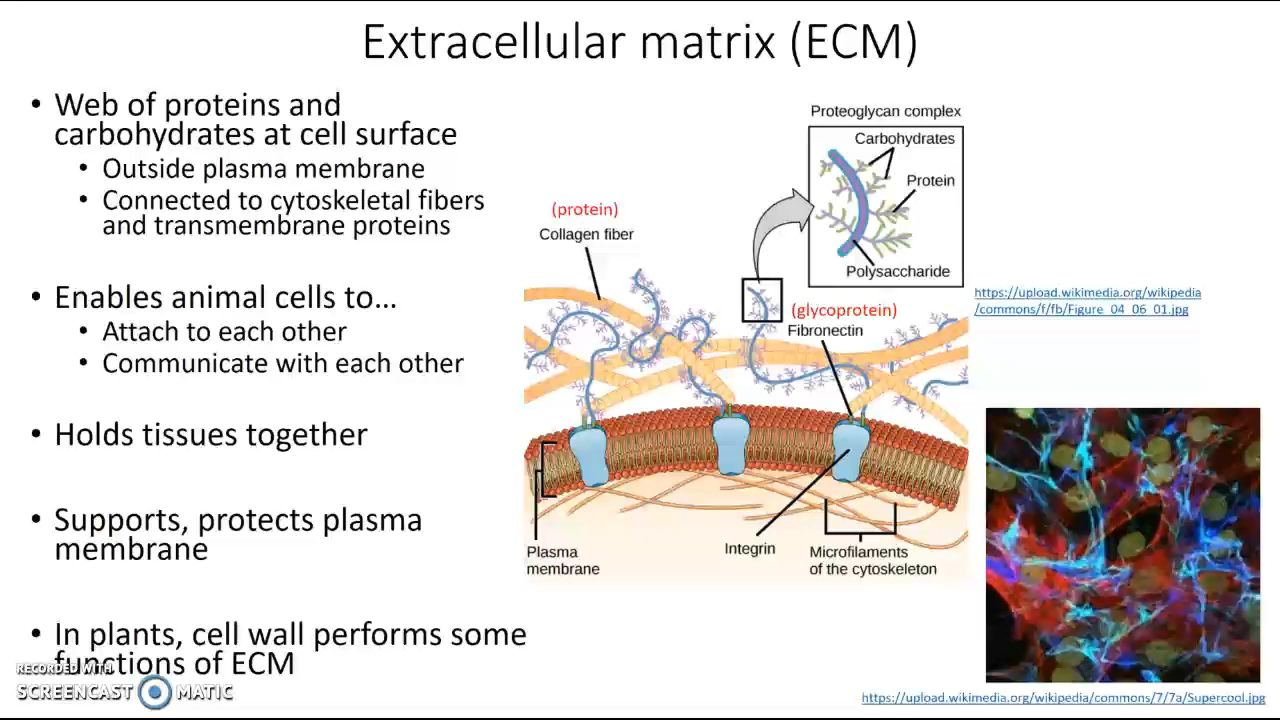 Extracellular matrix (ECM)
• Web of proteins and
carbohydrates at cell surface
• Outside plasma membrane
• Connected to cytoskeletal fibers
and transmembrane proteins
• Enables animal cells to...
• Attach to each other
• Communicate with each other
• Holds tissues together
• Supports, protects plasma
membrane
• In plants, cell wall performs some
functions of ECM
RECORDED WITH
SCREENCAST MATIC
Proteoglycan complex
Carbohydrates
Protein
Polysaccharide
(protein)
Collagen fiber
(glycoprotein)
Fibronectin
Plasma
membrane
Integrin
Microfilaments
of the cytoskeleton
https://upload.wikimedia.org/wikipedia
/commons/f/fb/Figure_04_06_01.jpg
https://upload.wikimedia.org/wikipedia/commons/7/7a/Supercool.jpg